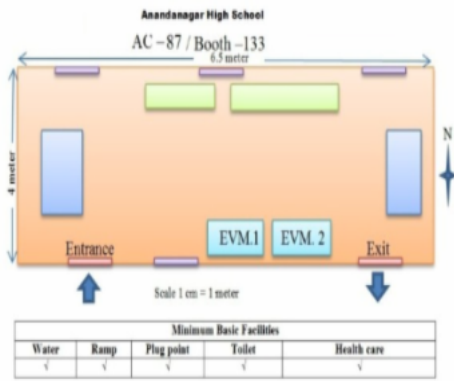 Anandanagar High School
AC -87 / Booth -133
6.5 meter
4 meter
N
EVM.1 EVM. 2
Entrance Exit
Scale 1 cm = 1 meter
Minimum Basic Facilities
Water Ramp Plug point Toilet Health care
√ √ √ √ √